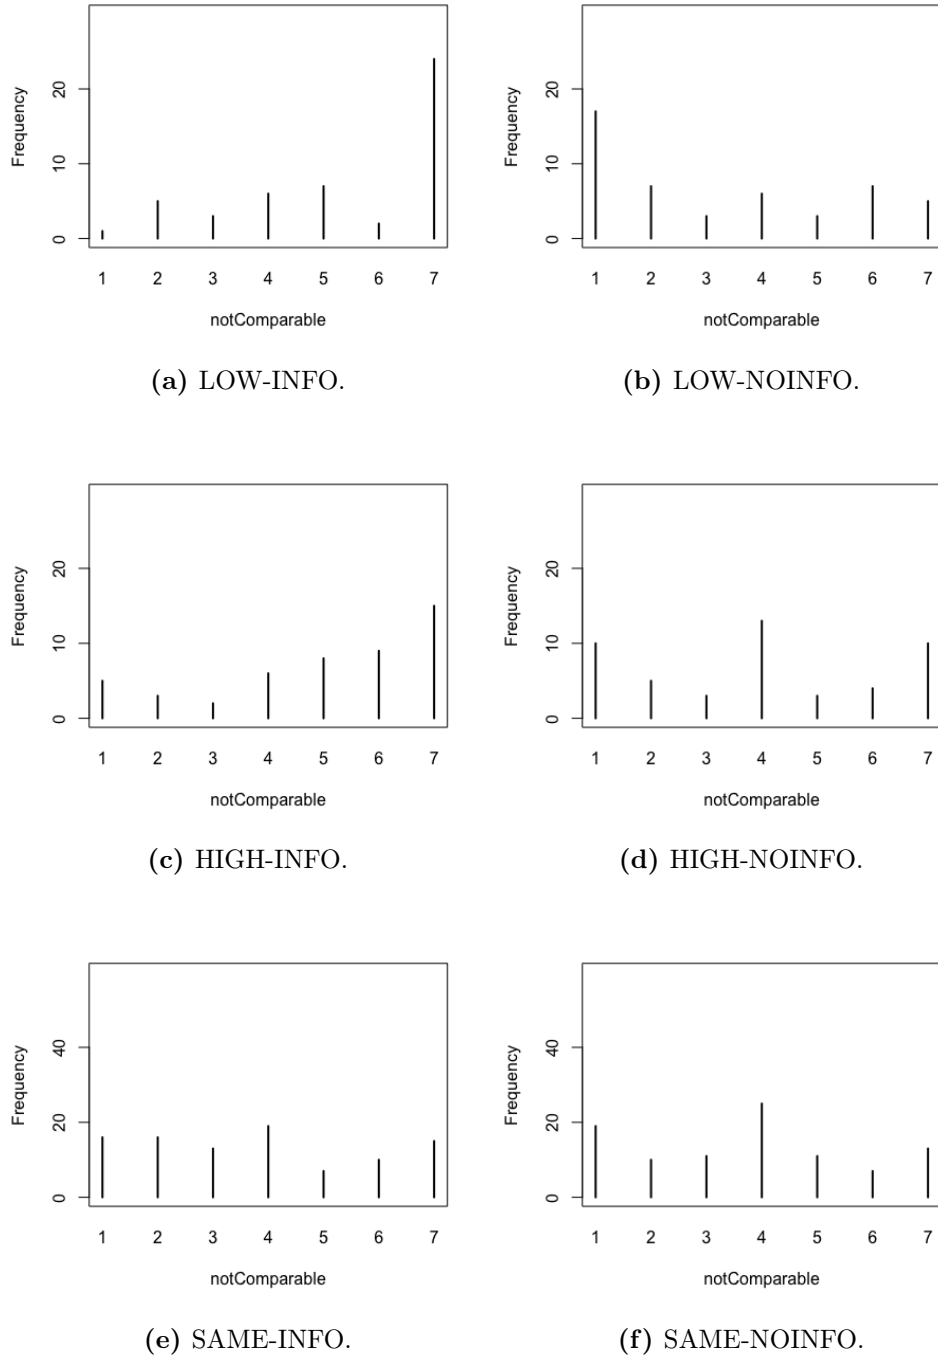 Frequency
20
10
0
1 2 3 4 5 6 7
notComparable
(a) LOW-INFO.
Frequency
20
10
0
1 2 3 4 5 6 7
notComparable
(b) LOW-NOINFO.
Frequency
20
10
0
1 2 3 4 5 6 7
notComparable
(c) HIGH-INFO.
Frequency
20
10
0
1 2 3 4 5 6 7
notComparable
(d) HIGH-NOINFO.
Frequency
40
20
0
1 2 3 4 5 6 7
notComparable
(e) SAME-INFO.
Frequency
40
20
0
1 2 3 4 5 6 7
notComparable
(f) SAME-NOINFO.